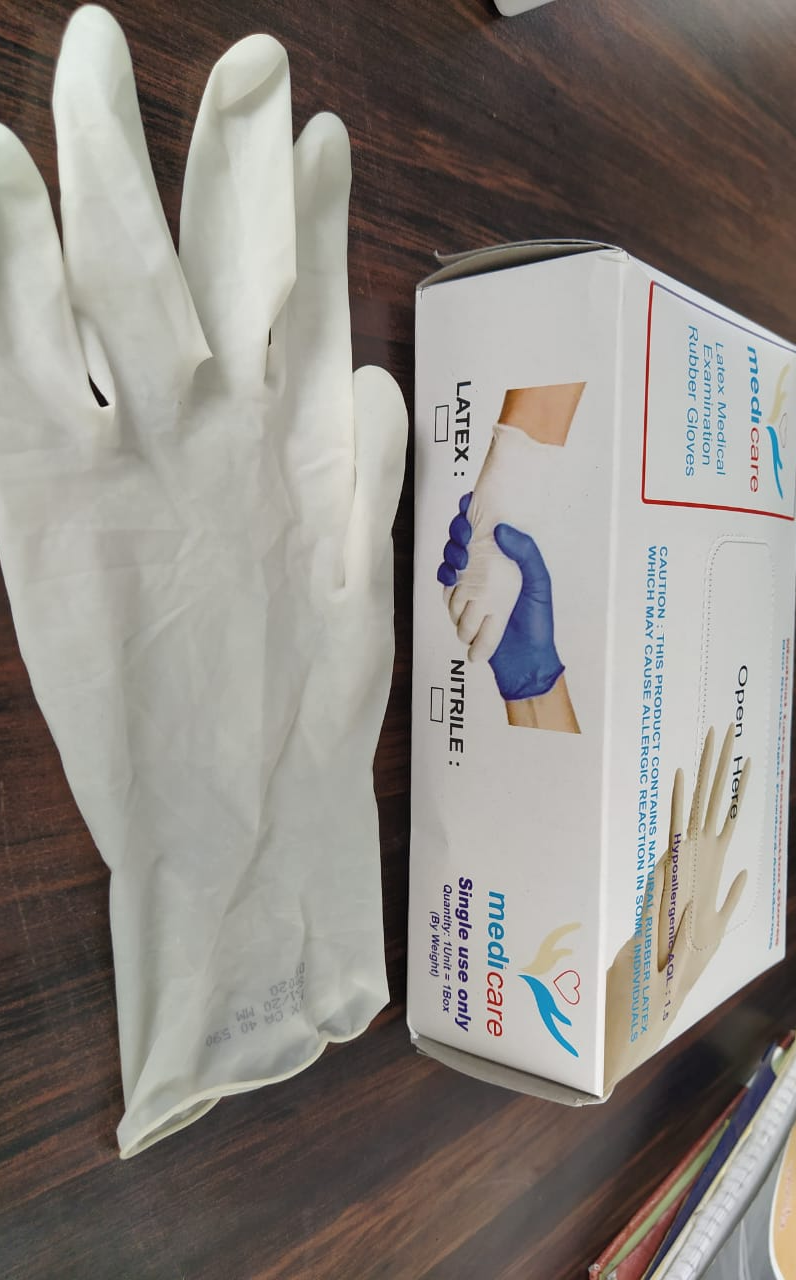 medicare
Latex Medical
Examination
Rubber Gloves
Open Here
CAUTION : THIS PRODUCT CONTAINS NATURAL RUBBER LATEX
WHICH MAY CAUSE ALLERGIC REACTION IN SOME INDIVIDUALS
Hypoallergenic AQL : 1.5
LATEX :
NITRILE :
medicare
Single use only
Quantity: 1Unit = 1Box
(By Weight)